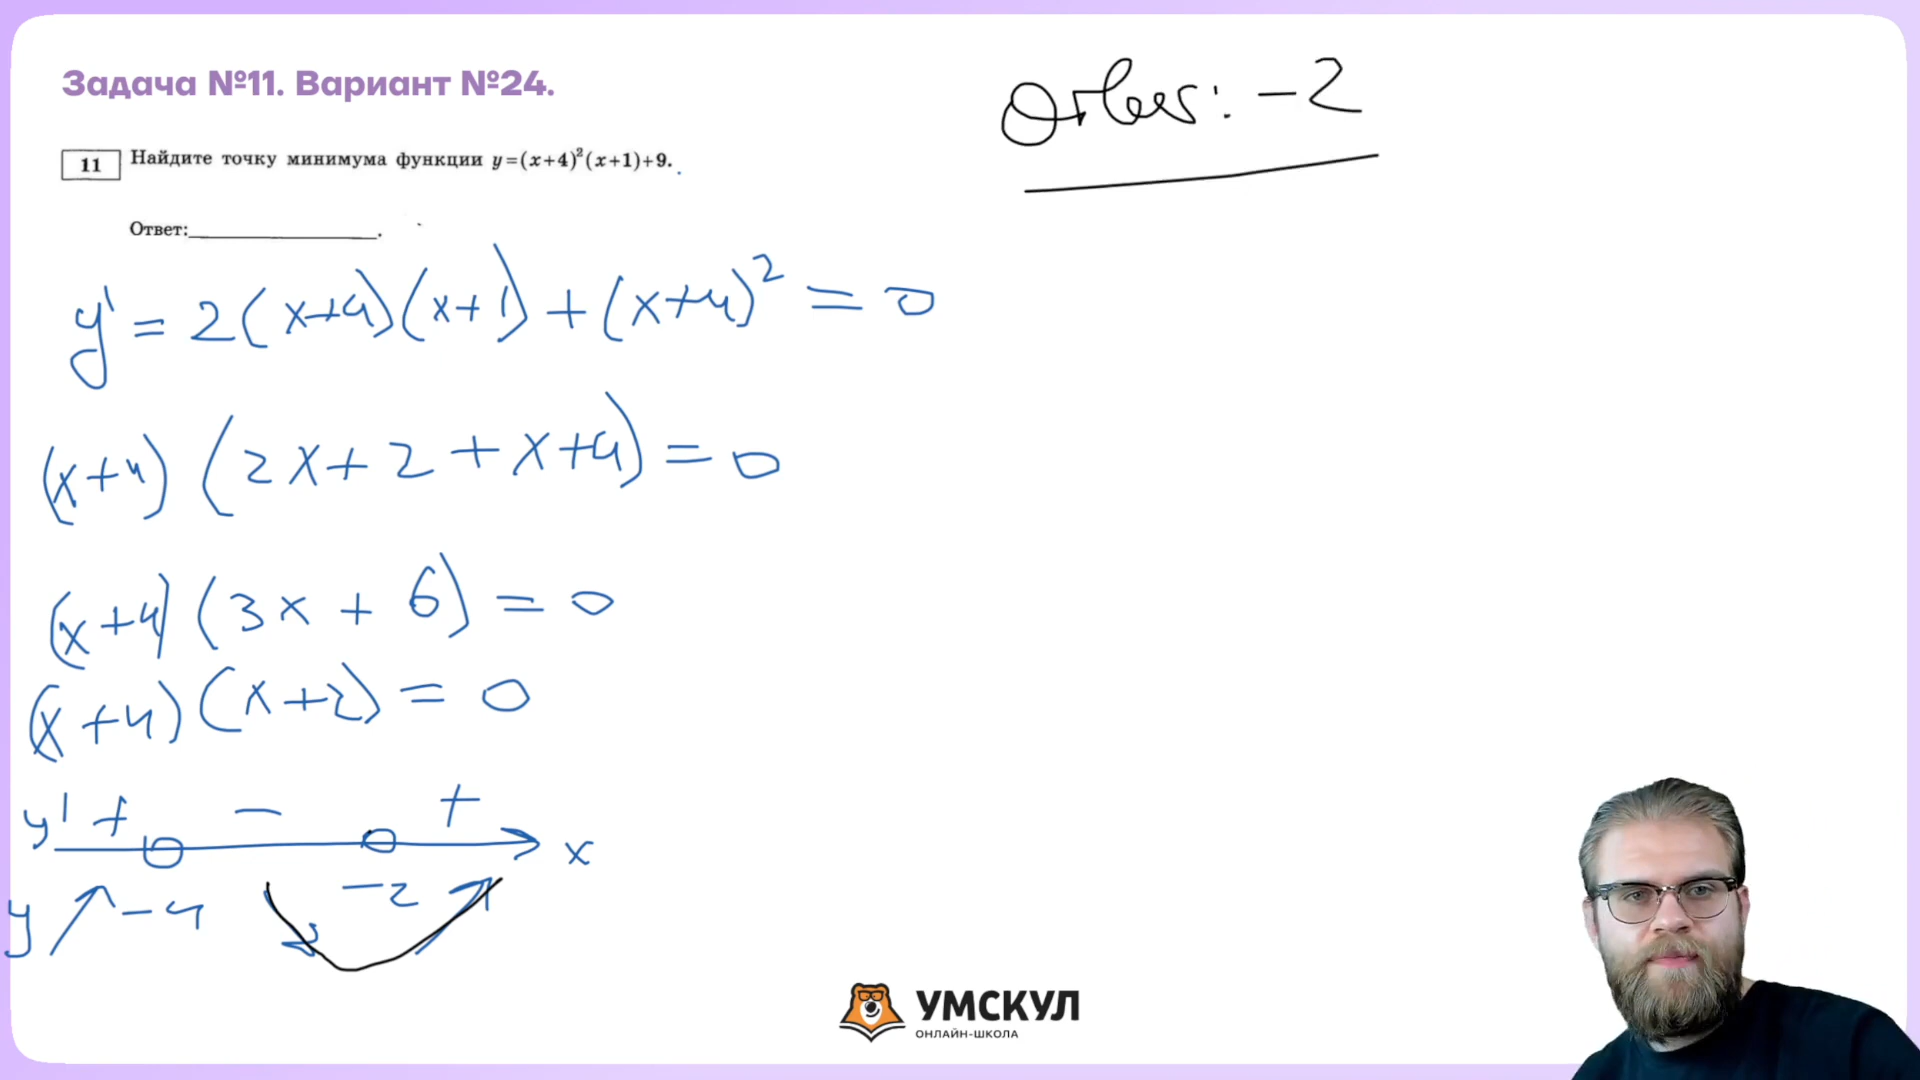 Задача №11. Вариант №24.
Ответ: -2
11 Найдите точку минимума функции y=(x+4)²(x+1)+9.
Ответ:________________.
y' = 2(x+4)(x+1) + (x+4)² = 0
(x+4) (2x+2+x+4) = 0
(x+4) (3x + 6) = 0
(x+4) (x+2) = 0
y' + − +
x
y −4 −2
УМСКУЛ
ОНЛАЙН-ШКОЛА